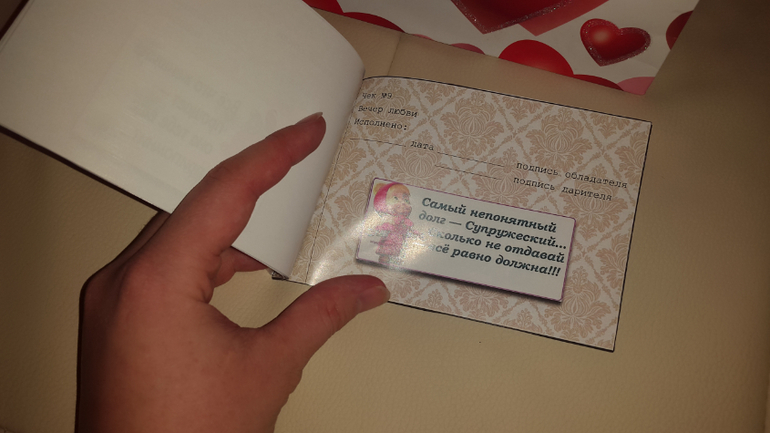 Чек №9
Вечер любви
Исполнено:
дата
подпись обладателя
подпись дарителя
Самый непонятный
долг — Супружеский...
сколько не отдавай
всё равно должна!!!